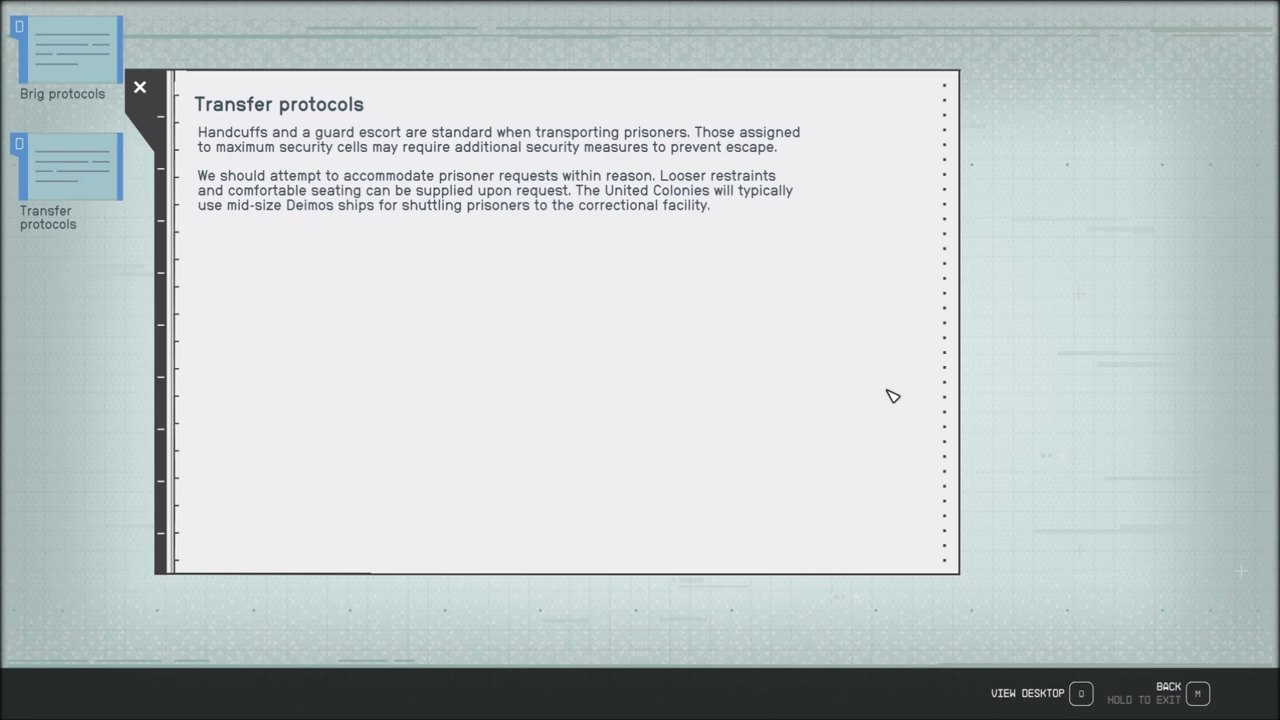 D
Brig protocols
D
Transfer
protocols
Transfer protocols
Handcuffs and a guard escort are standard when transporting prisoners. Those assigned
to maximum security cells may require additional security measures to prevent escape.
We should attempt to accommodate prisoner requests within reason. Looser restraints
and comfortable seating can be supplied upon request. The United Colonies will typically
use mid-size Deimos ships for shuttling prisoners to the correctional facility.
VIEW DESKTOP Q
BACK
HOLD TO EXIT M